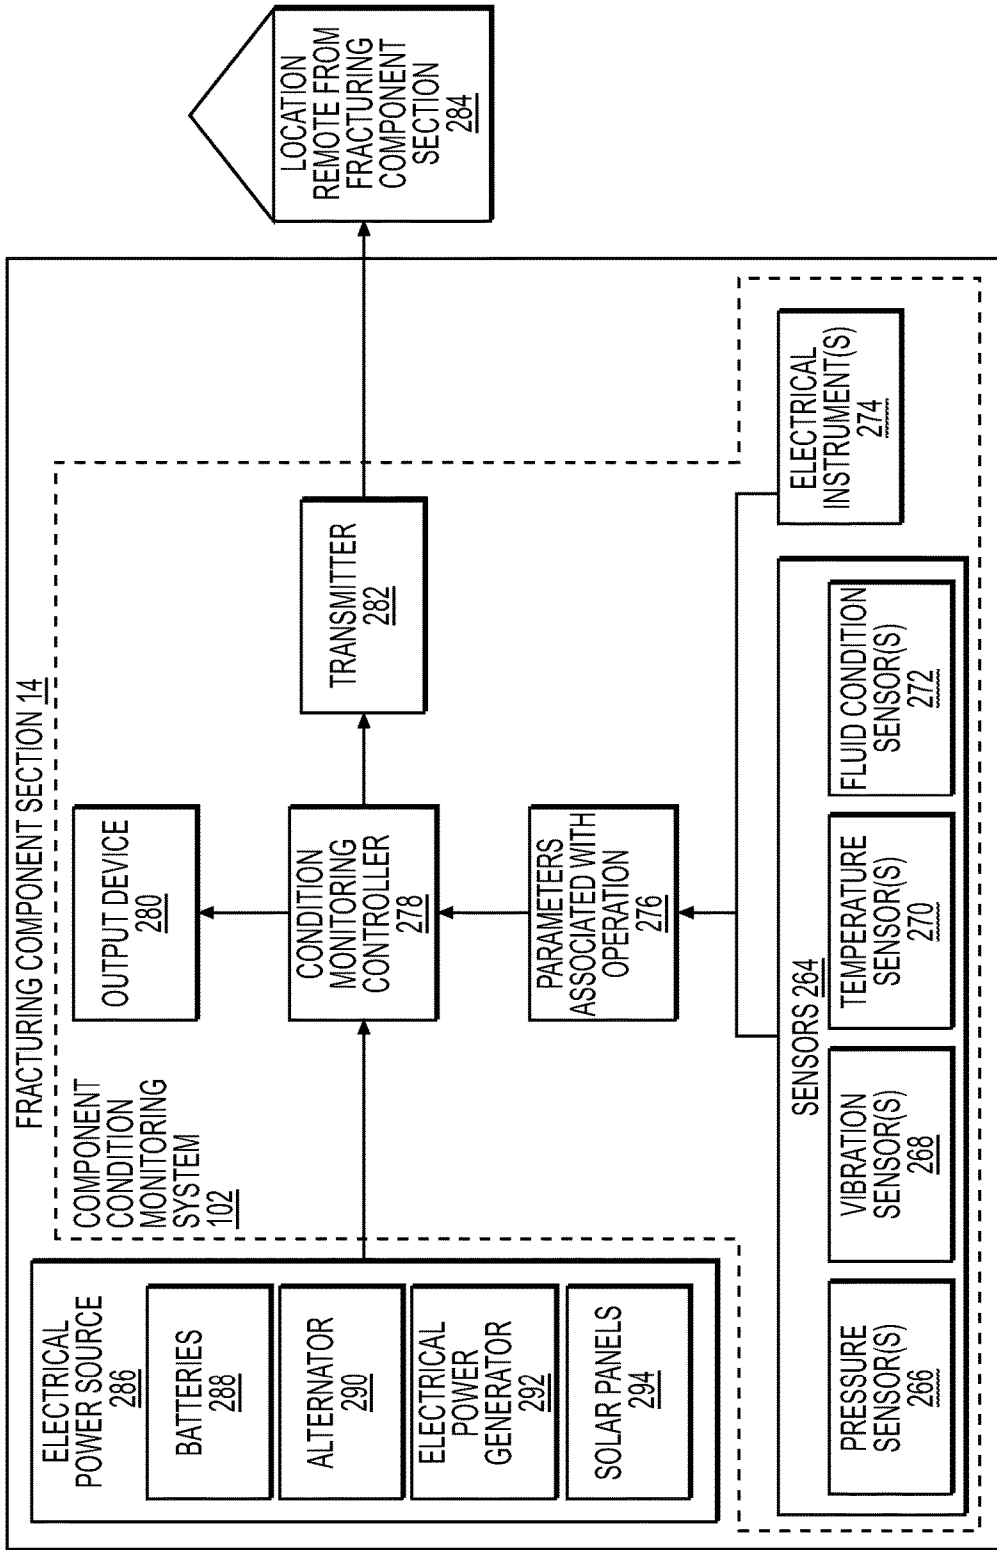 FRACTURING COMPONENT SECTION 14
ELECTRICAL
POWER SOURCE
286
BATTERIES
288
ALTERNATOR
290
ELECTRICAL
POWER
GENERATOR
292
SOLAR PANELS
294
COMPONENT
CONDITION
MONITORING
SYSTEM
102
OUTPUT DEVICE
280
CONDITION
MONITORING
CONTROLLER
278
PARAMETERS
ASSOCIATED WITH
OPERATION
276
TRANSMITTER
282
LOCATION
REMOTE FROM
FRACTURING
COMPONENT
SECTION
284
SENSORS 264
PRESSURE
SENSOR(S)
266
VIBRATION
SENSOR(S)
268
TEMPERATURE
SENSOR(S)
270
FLUID CONDITION
SENSOR(S)
272
ELECTRICAL
INSTRUMENT(S)
274